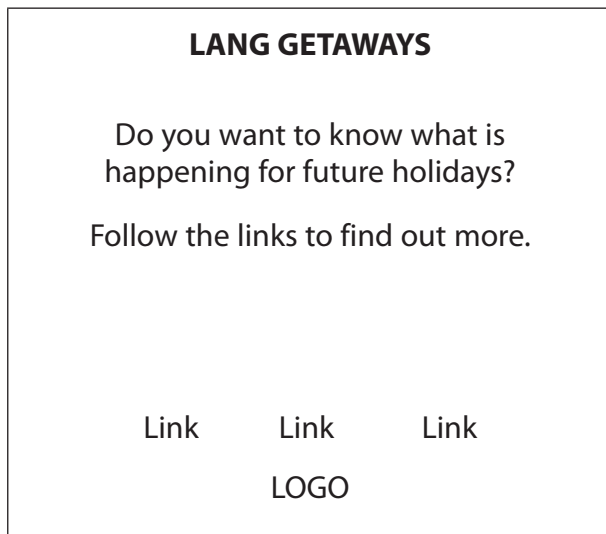 LANG GETAWAYS
Do you want to know what is
happening for future holidays?
Follow the links to find out more.
Link Link Link
LOGO